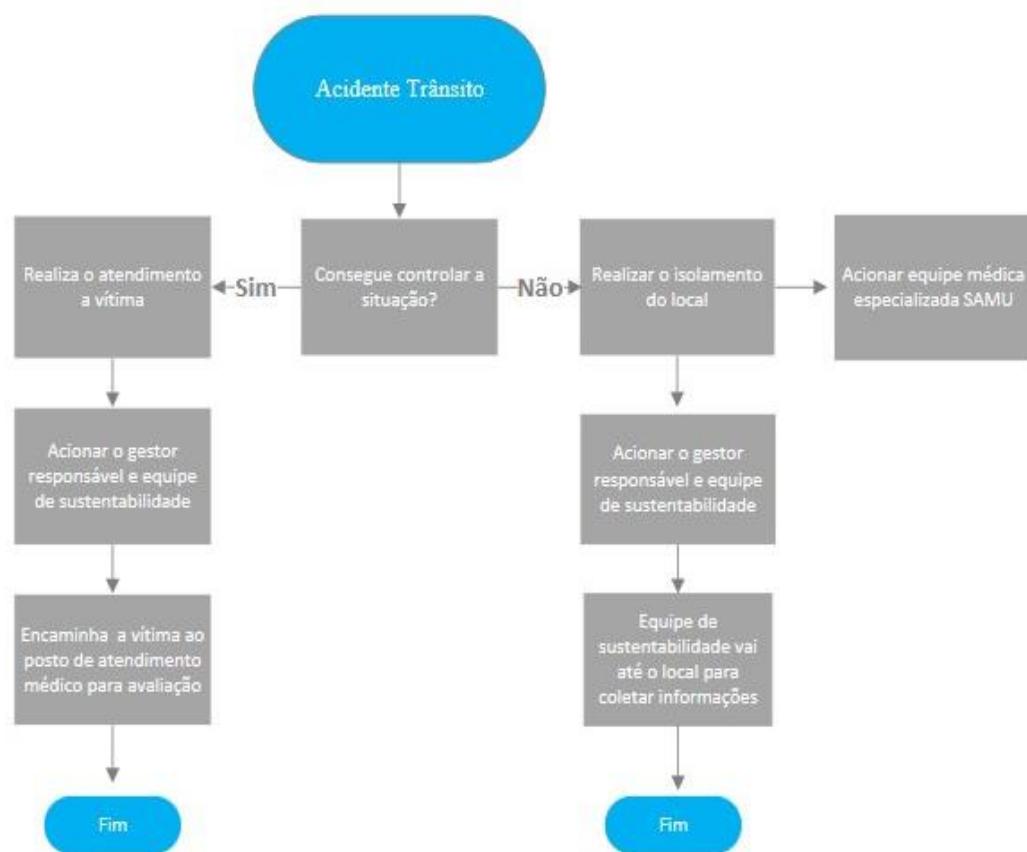 Acidente Trânsito
Realiza o atendimento
a vítima
Sim
Consegue controlar a
situação?
Não
Realizar o isolamento
do local
Acionar equipe médica
especializada SAMU
Acionar o gestor
responsável e equipe
de sustentabilidade
Acionar o gestor
responsável e equipe
de sustentabilidade
Encaminha a vítima ao
posto de atendimento
médico para avaliação
Equipe de
sustentabilidade vai
até o local para
coletar informações
Fim
Fim